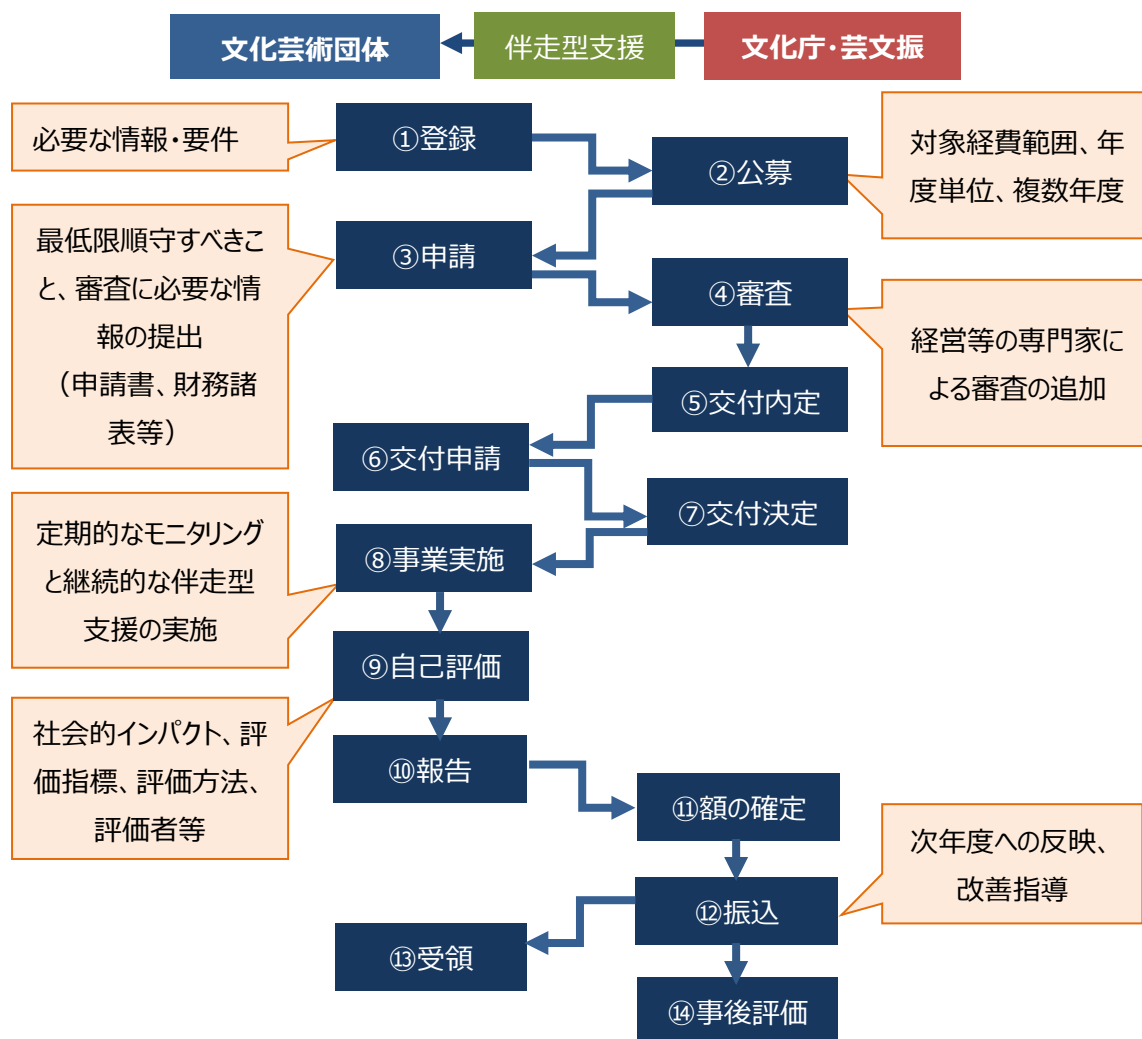 文化芸術団体
伴走型支援
文化庁・芸文振
必要な情報・要件
①登録
②公募
対象経費範囲、年
度単位、複数年度
最低限順守すべきこ
と、審査に必要な情
報の提出
（申請書、財務諸
表等）
③申請
④審査
経営等の専門家に
よる審査の追加
⑤交付内定
⑥交付申請
⑦交付決定
定期的なモニタリング
と継続的な伴走型
支援の実施
⑧事業実施
⑨自己評価
社会的インパクト、評
価指標、評価方法、
評価者等
⑩報告
⑪額の確定
次年度への反映、
改善指導
⑫振込
⑬受領
⑭事後評価